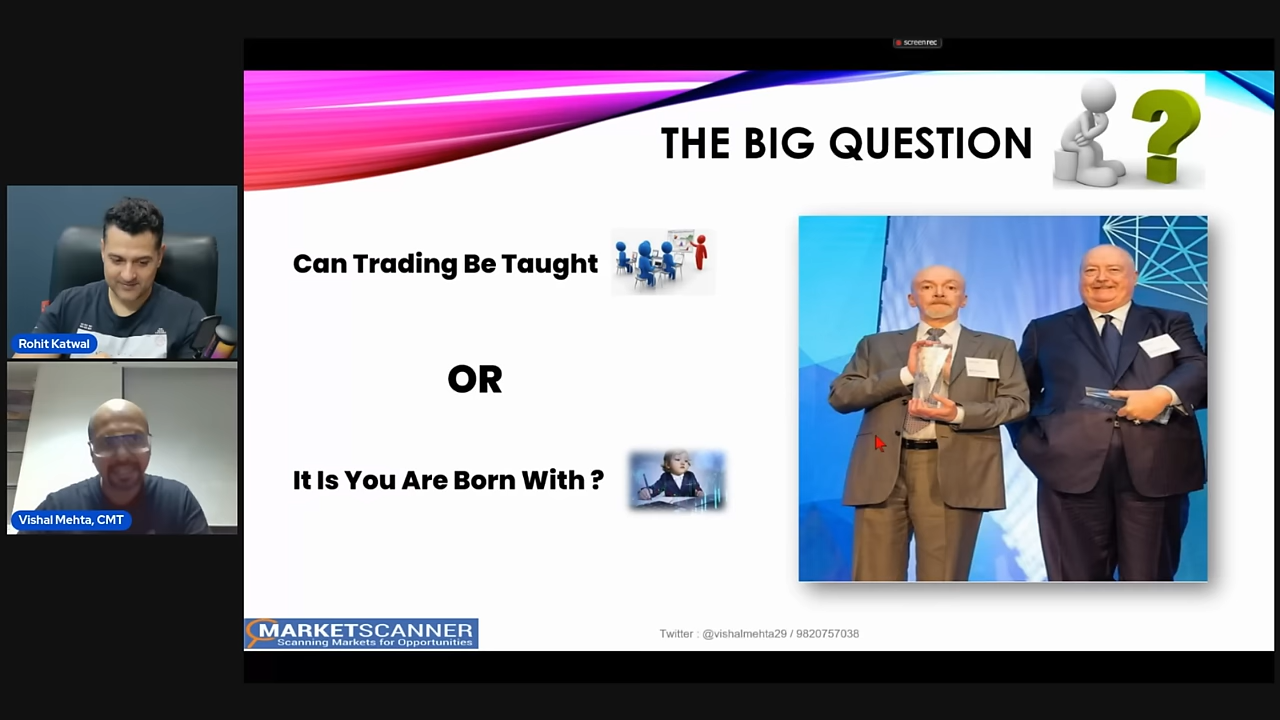 screenrec
THE BIG QUESTION
Can Trading Be Taught
OR
It Is You Are Born With ?
Rohit Katwal
Vishal Mehta, CMT
MARKETSCANNER
Scanning Markets for Opportunities
Twitter : @vishalmehta29 / 9820757038